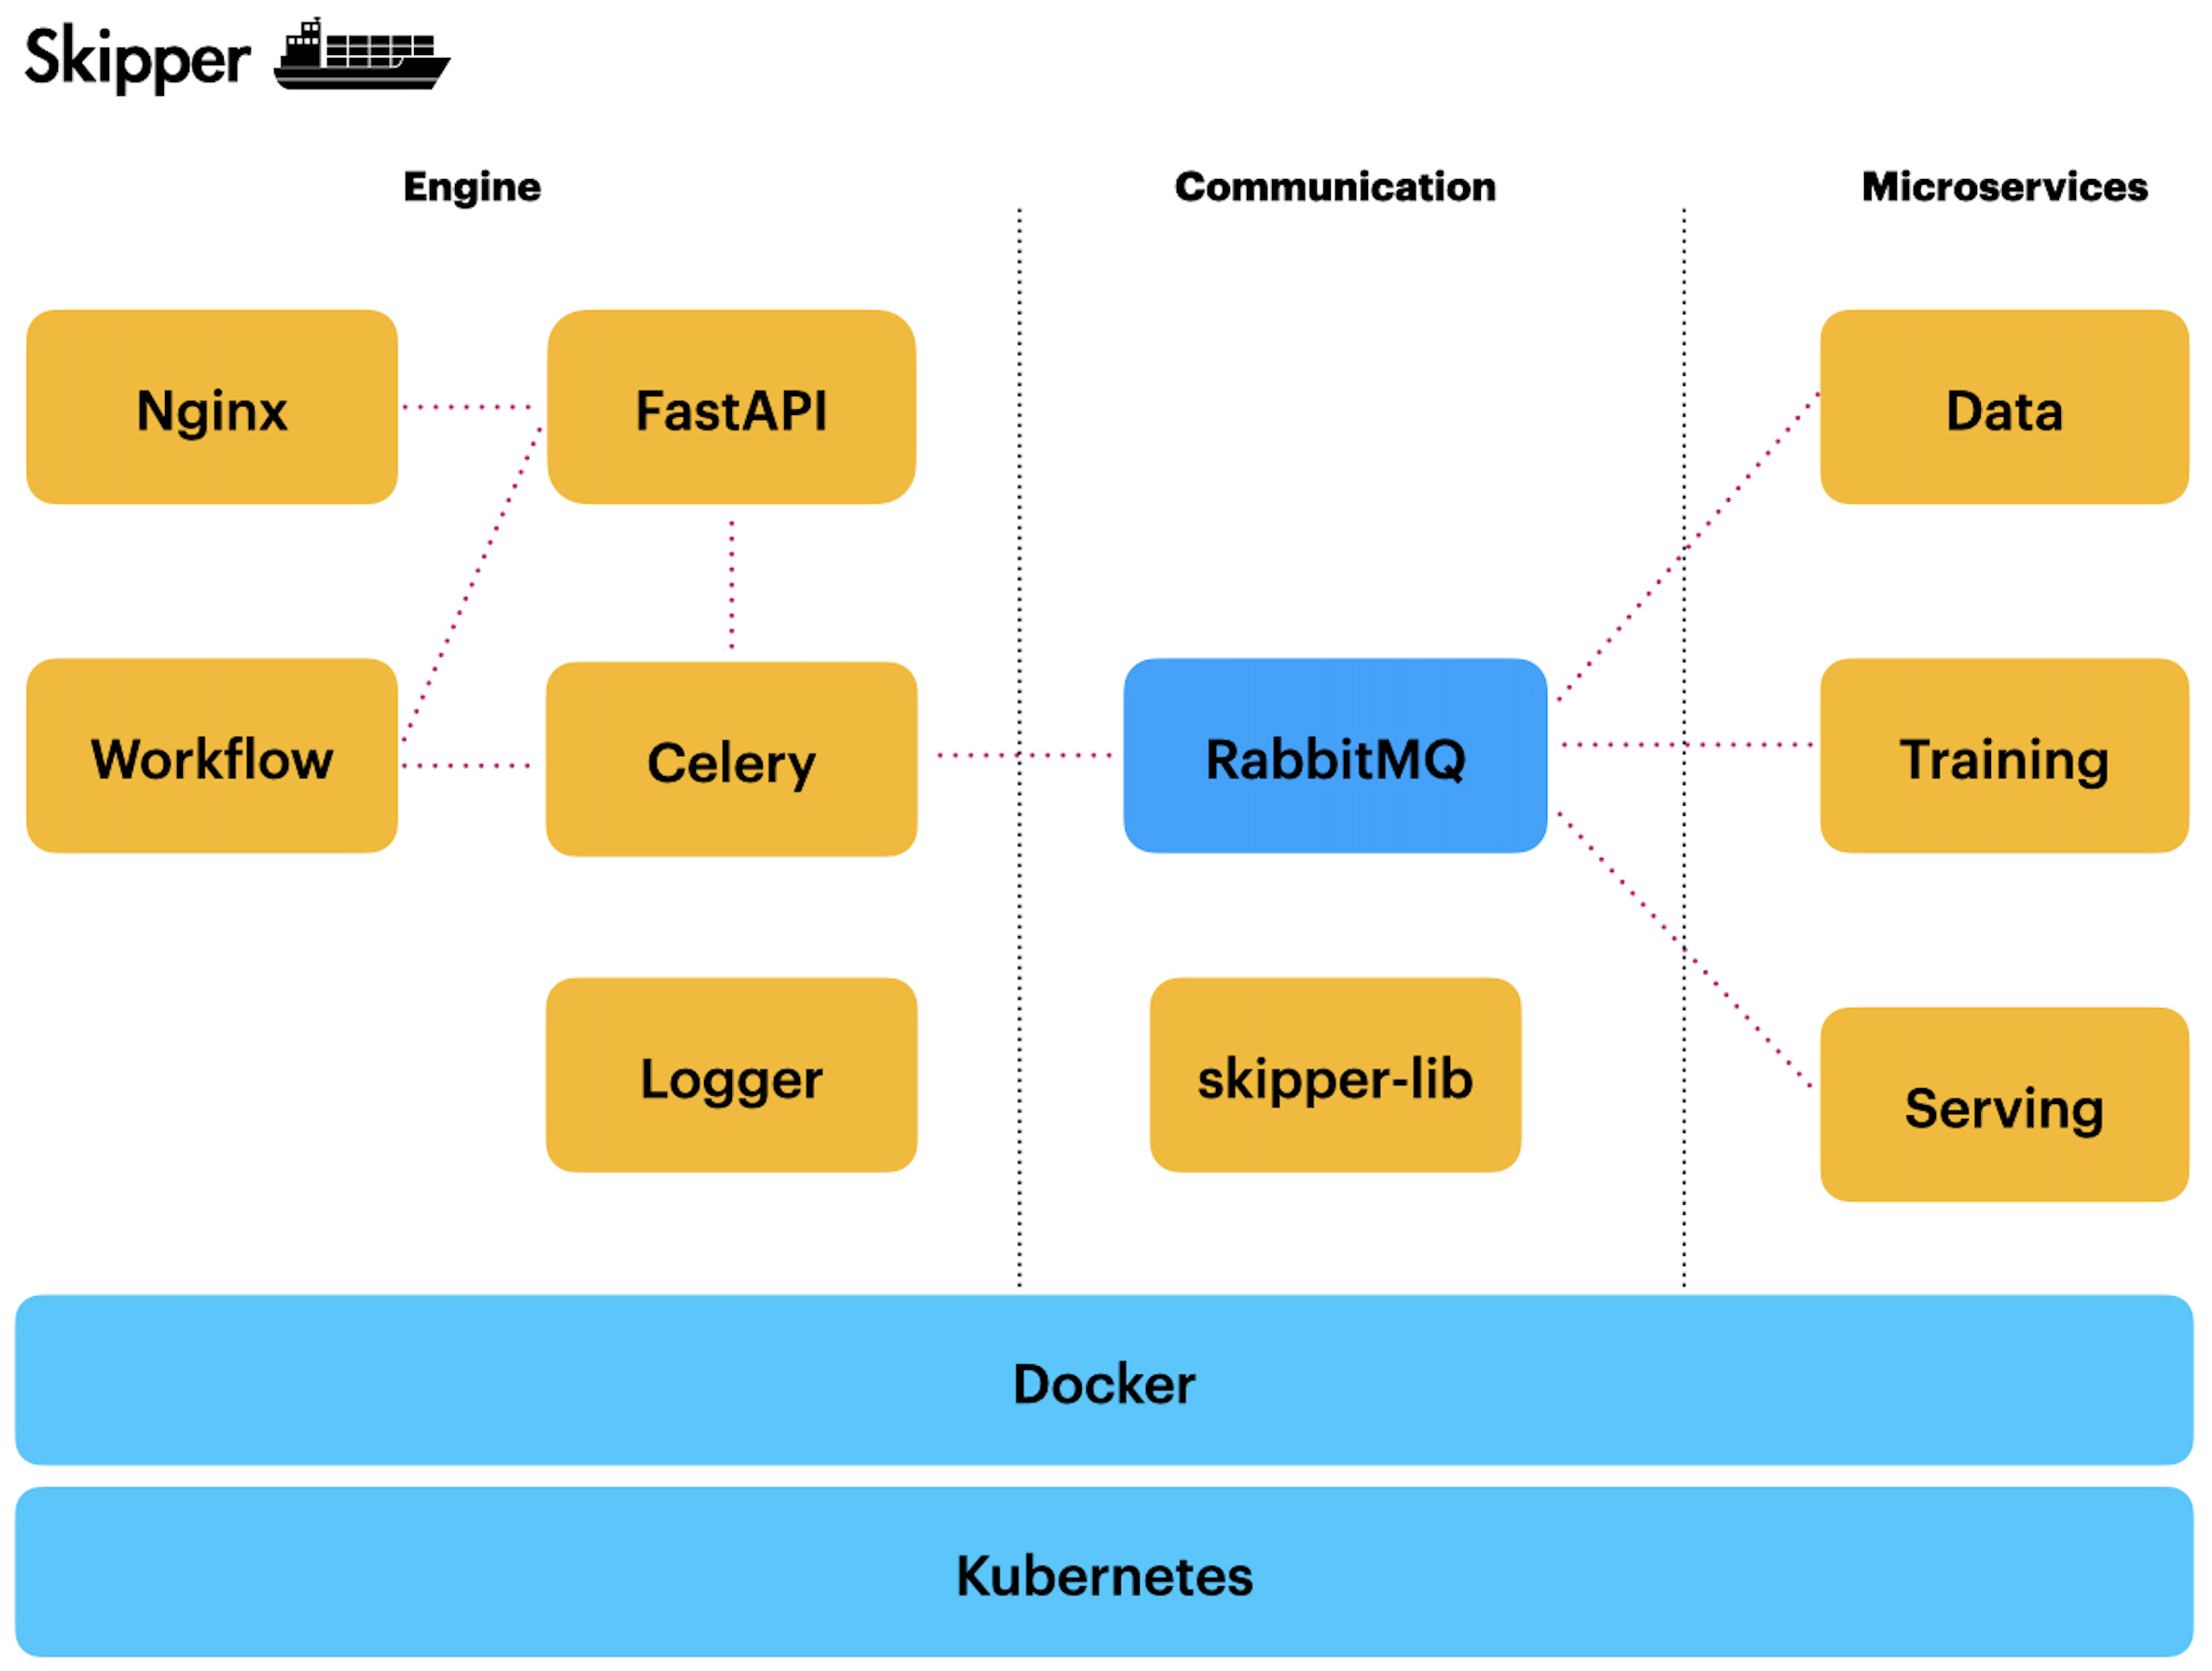 Skipper
Engine
Communication
Microservices
Nginx
FastAPI
Data
Workflow
Celery
RabbitMQ
Training
Logger
skipper-lib
Serving
Docker
Kubernetes